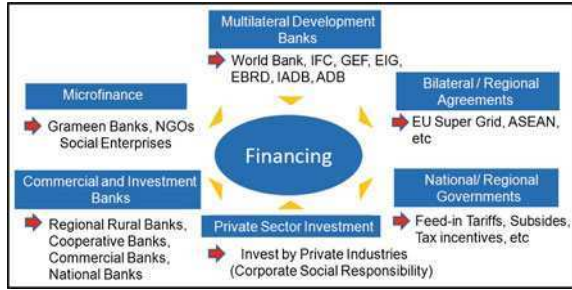 Multilateral Development
Banks
World Bank, IFC, GEF, EIG,
EBRD, IADB, ADB
Microfinance
Grameen Banks, NGOs
Social Enterprises
Bilateral / Regional
Agreements
EU Super Grid, ASEAN,
etc
Financing
Commercial and Investment
Banks
Regional Rural Banks,
Cooperative Banks,
Commercial Banks,
National Banks
Private Sector Investment
Invest by Private Industries
(Corporate Social Responsibility)
National/ Regional
Governments
Feed-in Tariffs, Subsides,
Tax incentives, etc